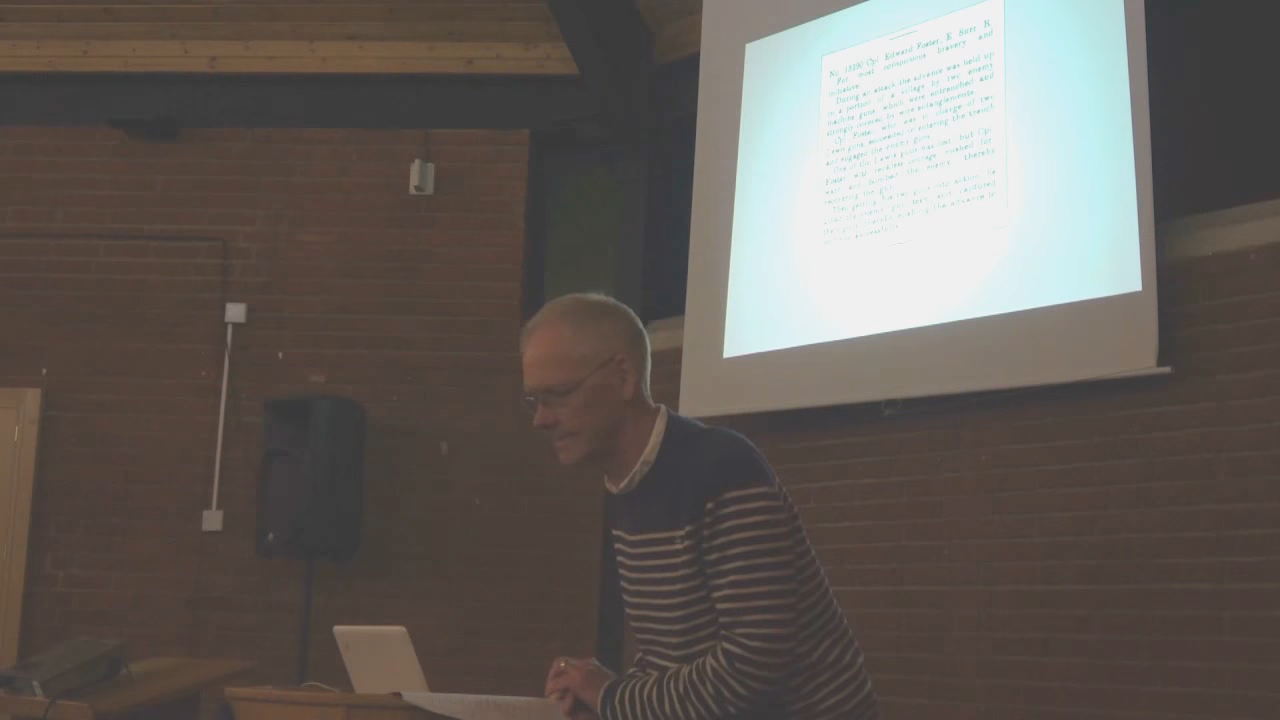 No. 13290 Cpl. Edward Foster, E. Surr. R.
For most conspicuous bravery and
initiative.
During an attack the advance was held up
in a portion of a village by two enemy
machine guns, which were entrenched and
strongly covered by wire entanglements.
Cpl. Foster, who was in charge of two
Lewis guns, succeeded in entering the trench
and engaged the enemy guns.
One of the Lewis guns was lost, but Cpl.
Foster, with reckless courage, rushed for-
ward and bombed the enemy, thereby
recovering the gun.
Then getting his two guns into action, he
killed the enemy gun team and captured
their guns, thereby enabling the advance to
successfully.